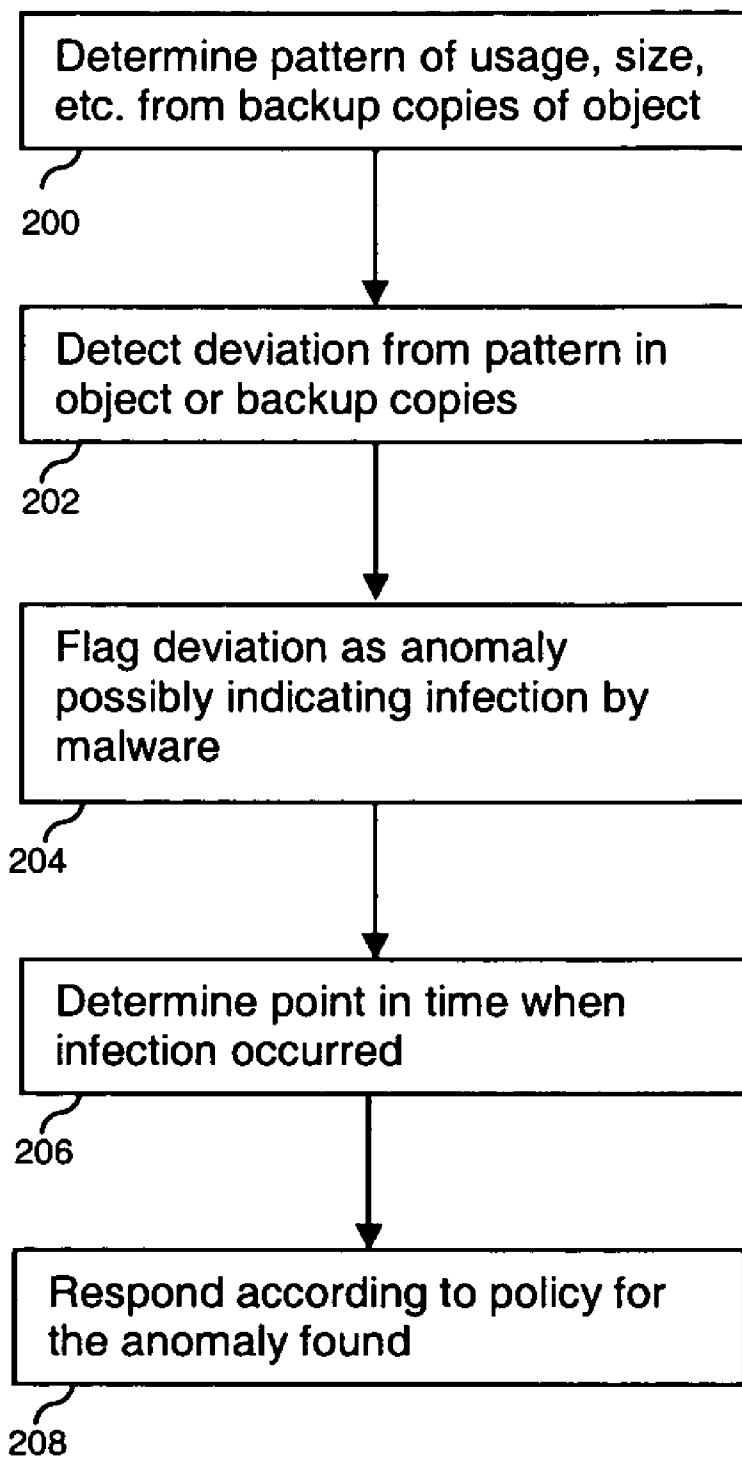 Determine pattern of usage, size,
etc. from backup copies of object
200
Detect deviation from pattern in
object or backup copies
202
Flag deviation as anomaly
possibly indicating infection by
malware
204
Determine point in time when
infection occurred
206
Respond according to policy for
the anomaly found
208